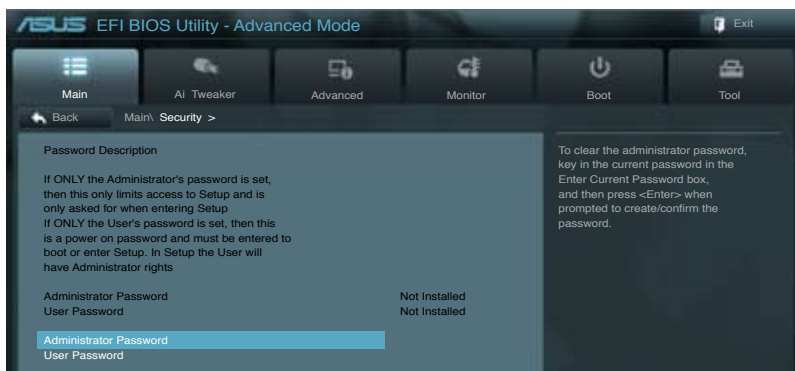 ASUS EFI BIOS Utility - Advanced Mode
Exit
Main
Ai Tweaker
Advanced
Monitor
Boot
Tool
Back
Main\ Security >
Password Description
If ONLY the Administrator's password is set,
then this only limits access to Setup and is
only asked for when entering Setup
If ONLY the User's password is set, then this
is a power on password and must be entered to
boot or enter Setup. In Setup the User will
have Administrator rights
Administrator Password Not Installed
User Password Not Installed
Administrator Password
User Password
To clear the administrator password,
key in the current password in the
Enter Current Password box,
and then press <Enter> when
prompted to create/confirm the
password.